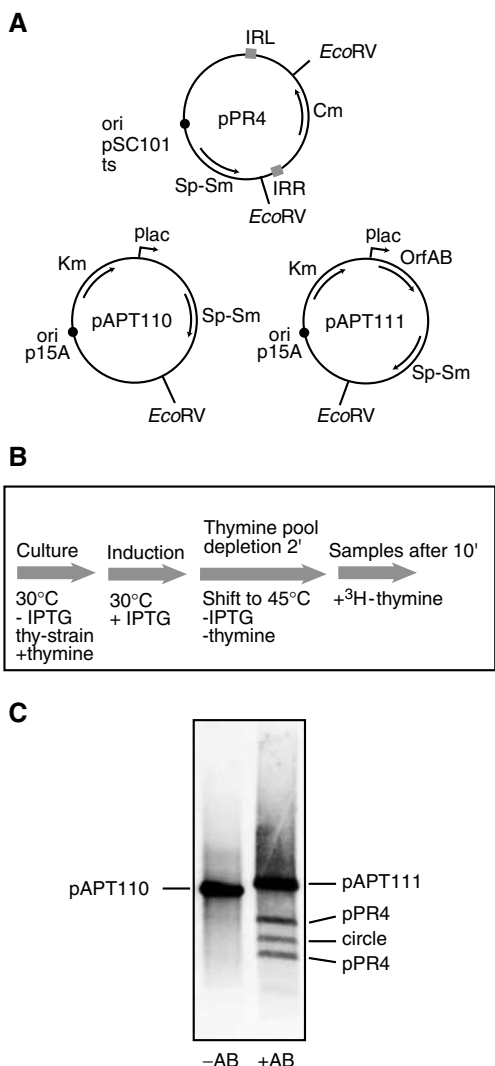 A
IRL
EcoRV
pPR4
Cm
ori
pSC101
ts
Sp-Sm
IRR
EcoRV
plac
Km
pAPT110
Sp-Sm
ori
p15A
EcoRV
plac
OrfAB
Km
pAPT111
ori
p15A
Sp-Sm
EcoRV
B
Culture
30°C
- IPTG
thy-strain
+thymine
Induction
30°C
+ IPTG
Thymine pool
depletion 2'
Shift to 45°C
-IPTG
-thymine
Samples after 10'
+³H-thymine
C
pAPT110
pAPT111
pPR4
circle
pPR4
–AB
+AB